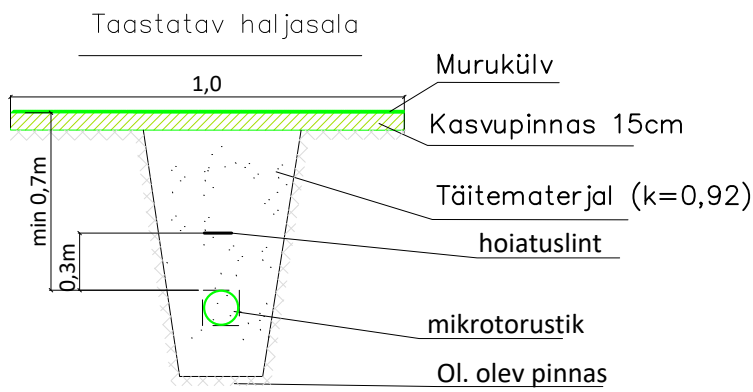 Taastatav haljasala
Murukülv
1,0
Kasvupinnas 15cm
min 0,7m
Täitematerjal (k=0,92)
hoiatuslint
0,3m
mikrotorustik
Ol. olev pinnas